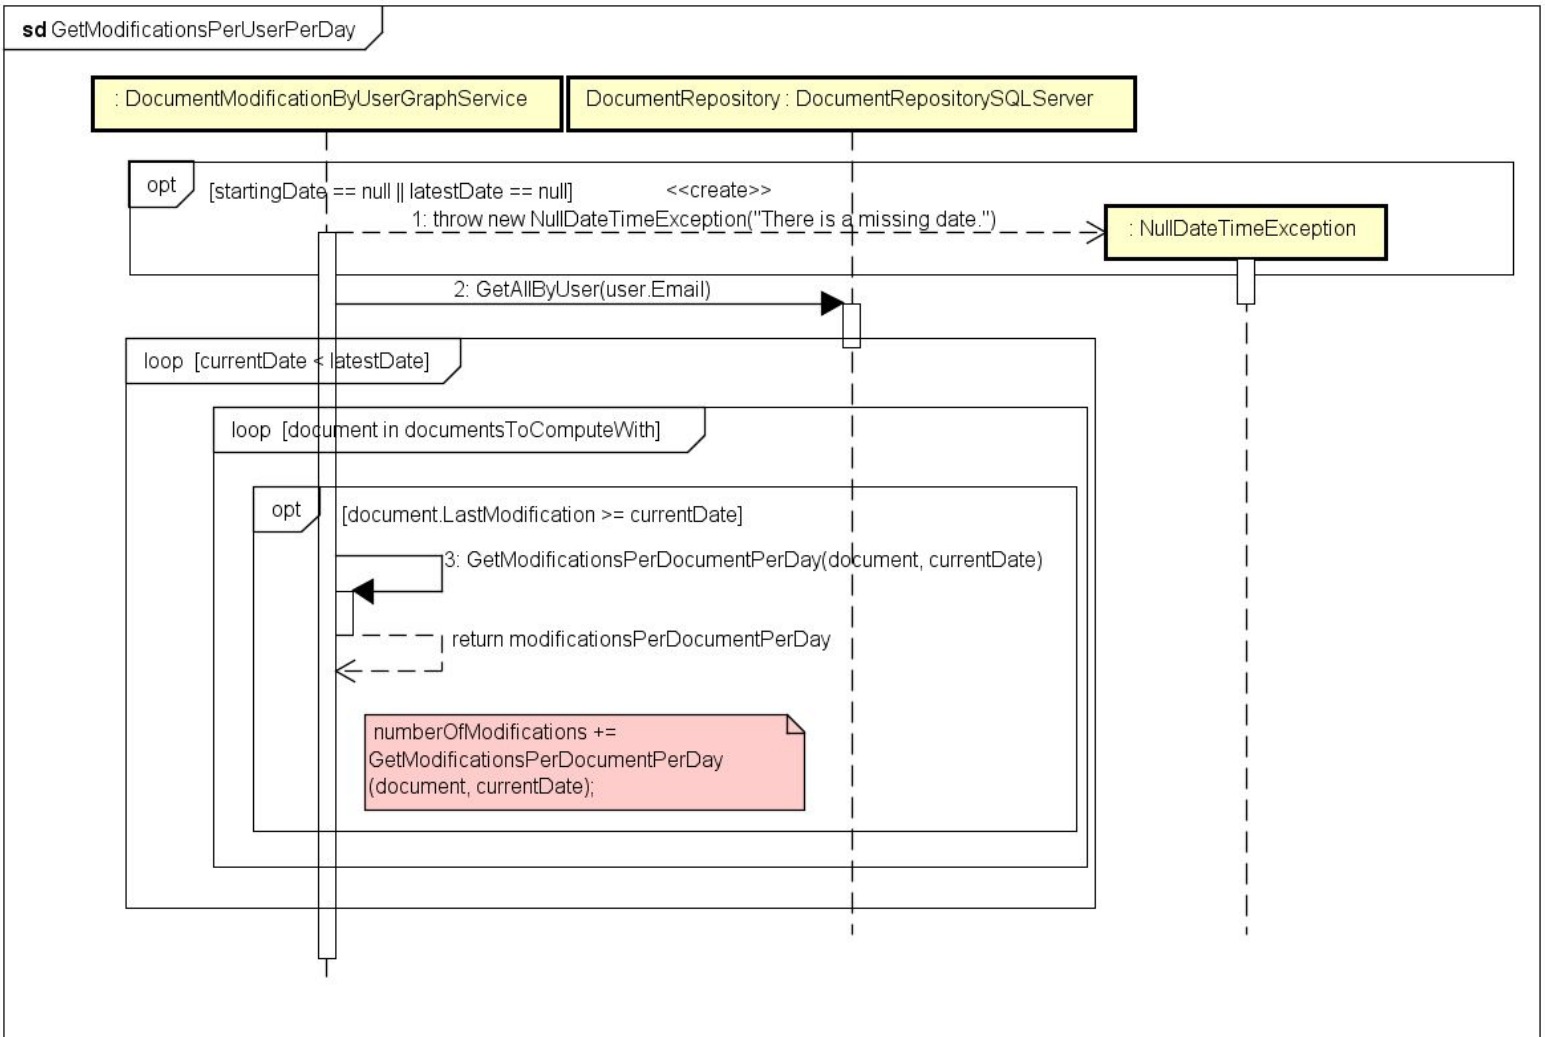 sd GetModificationsPerUserPerDay
: DocumentModificationByUserGraphService
DocumentRepository : DocumentRepositorySQLServer
opt
[startingDate == null || latestDate == null]
<<create>>
1: throw new NullDateTimeException("There is a missing date.")
: NullDateTimeException
2: GetAllByUser(user.Email)
loop [currentDate < latestDate]
loop [document in documentsToComputeWith]
opt
[document.LastModification >= currentDate]
3: GetModificationsPerDocumentPerDay(document, currentDate)
return modificationsPerDocumentPerDay
numberOfModifications +=
GetModificationsPerDocumentPerDay
(document, currentDate);